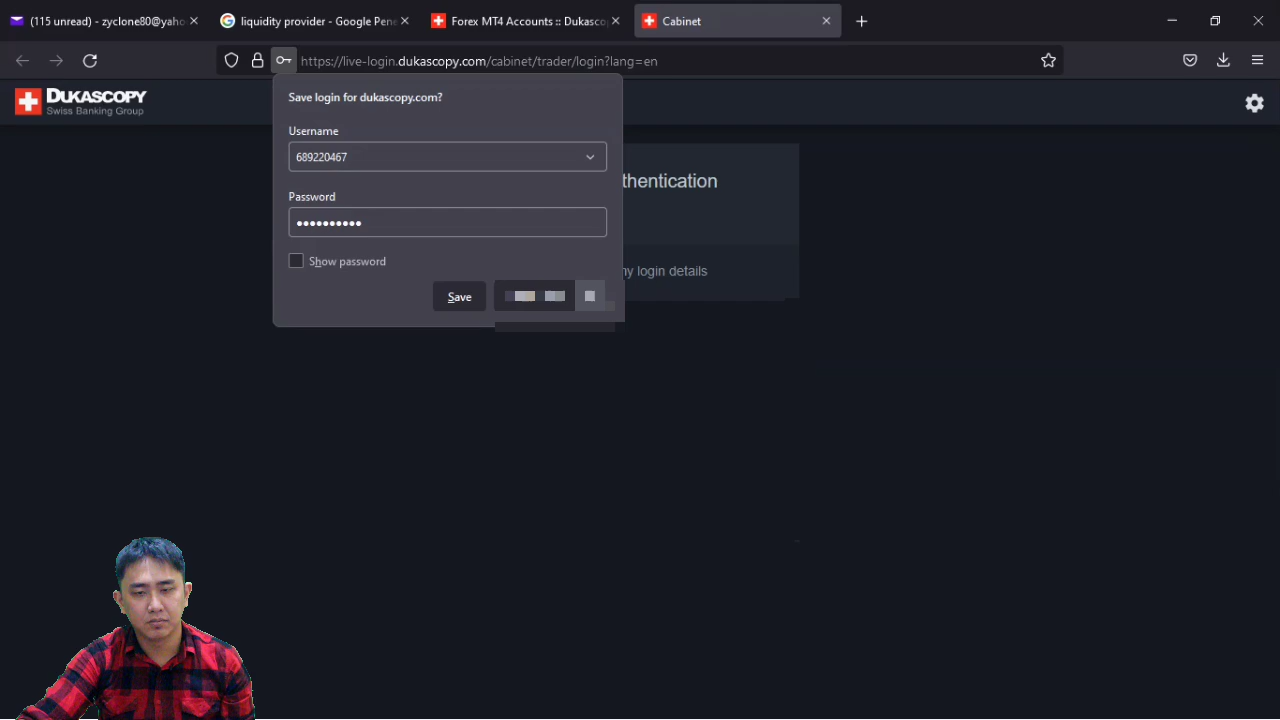 (115 unread) - zyclone80@yaho
liquidity provider - Google Pene
Forex MT4 Accounts :: Dukasco
Cabinet
https://live-login.dukascopy.com/cabinet/trader/login?lang=en
DUKASCOPY
Swiss Banking Group
Save login for dukascopy.com?
Username
689220467
Password
••••••••••
Show password
Save
thentication
my login details